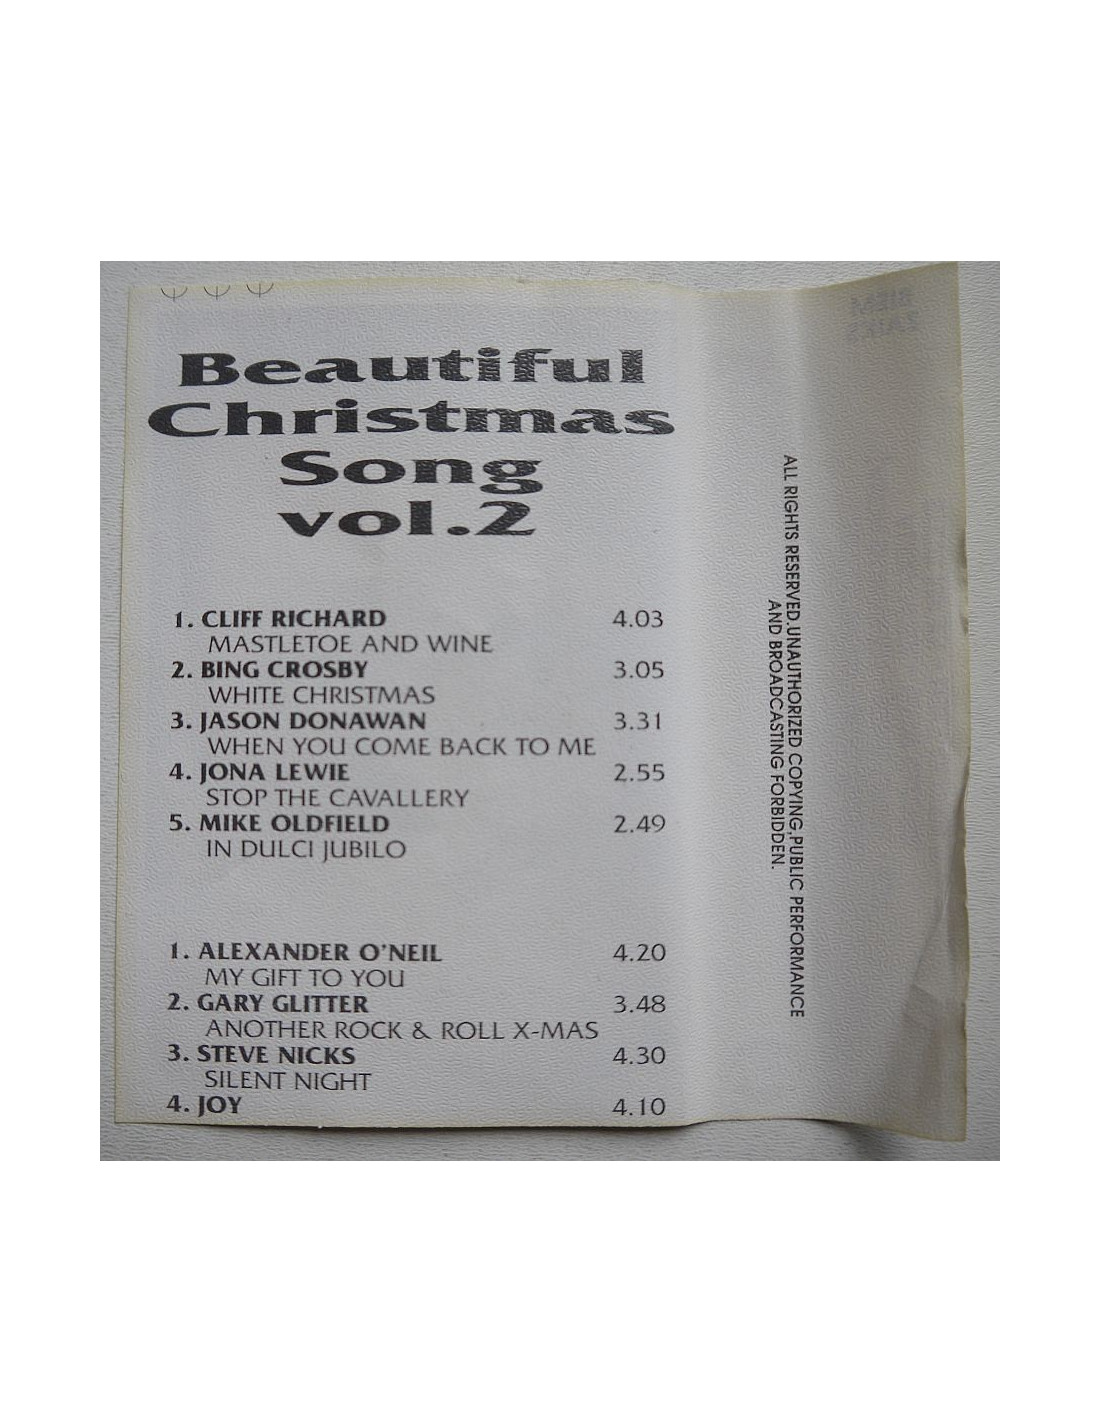 Beautiful
Christmas
Song
vol.2
1. CLIFF RICHARD 4.03
MASTLETOE AND WINE
2. BING CROSBY 3.05
WHITE CHRISTMAS
3. JASON DONAWAN 3.31
WHEN YOU COME BACK TO ME
4. JONA LEWIE 2.55
STOP THE CAVALLERY
5. MIKE OLDFIELD 2.49
IN DULCI JUBILO
1. ALEXANDER O'NEIL 4.20
MY GIFT TO YOU
2. GARY GLITTER 3.48
ANOTHER ROCK & ROLL X-MAS
3. STEVE NICKS 4.30
SILENT NIGHT
4. JOY 4.10
ALL RIGHTS RESERVED.UNAUTHORIZED COPYING,PUBLIC PERFORMANCE
AND BROADCASTING FORBIDDEN.
BIEM
ZAIKS